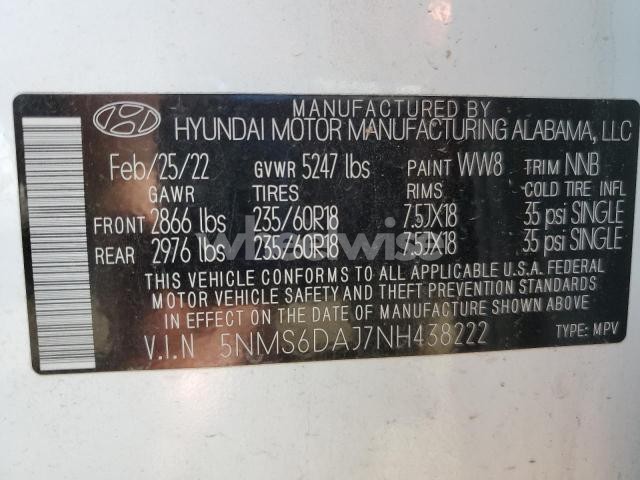 MANUFACTURED BY
HYUNDAI MOTOR MANUFACTURING ALABAMA, LLC
Feb/25/22 GVWR 5247 lbs PAINT WW8 TRIM NNB
GAWR TIRES RIMS COLD TIRE INFL
FRONT 2866 lbs 235/60R18 7.5JX18 35 psi SINGLE
REAR 2976 lbs 235/60R18 7.5JX18 35 psi SINGLE
THIS VEHICLE CONFORMS TO ALL APPLICABLE U.S.A. FEDERAL
MOTOR VEHICLE SAFETY AND THEFT PREVENTION STANDARDS
IN EFFECT ON THE DATE OF MANUFACTURE SHOWN ABOVE
V.I.N 5NMS6DAJ7NH438222 TYPE: MPV